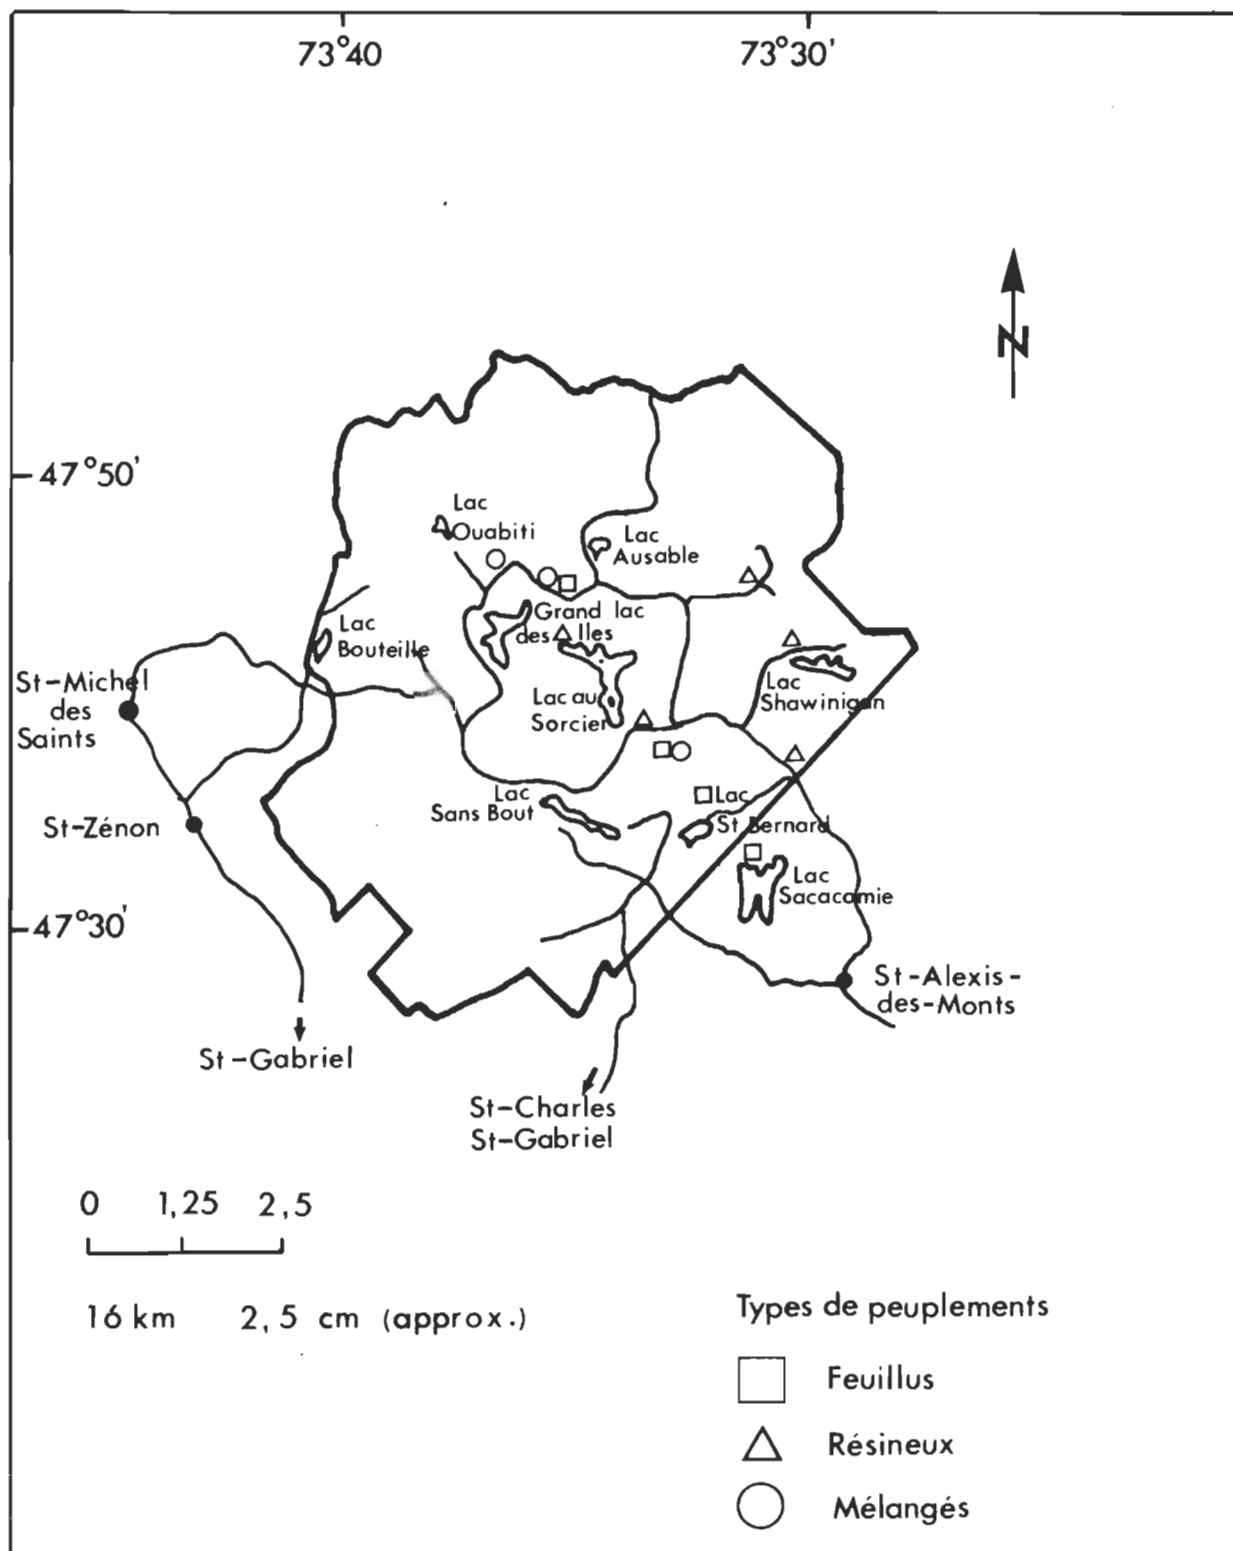 73°40
73°30'
N
47°50'
Lac
Ouabiti
Lac
Ausable
Grand lac
des Iles
Lac
Bouteille
St-Michel
des
Saints
Lac au
Sorcier
Lac
Shawinigan
Lac
Sans Bout
Lac
St Bernard
St-Zénon
Lac
Sacacomie
47°30'
St-Alexis-
des-Monts
St-Gabriel
St-Charles
St-Gabriel
0 1,25 2,5
16 km 2,5 cm (approx.)
Types de peuplements
Feuillus
Résineux
Mélangés